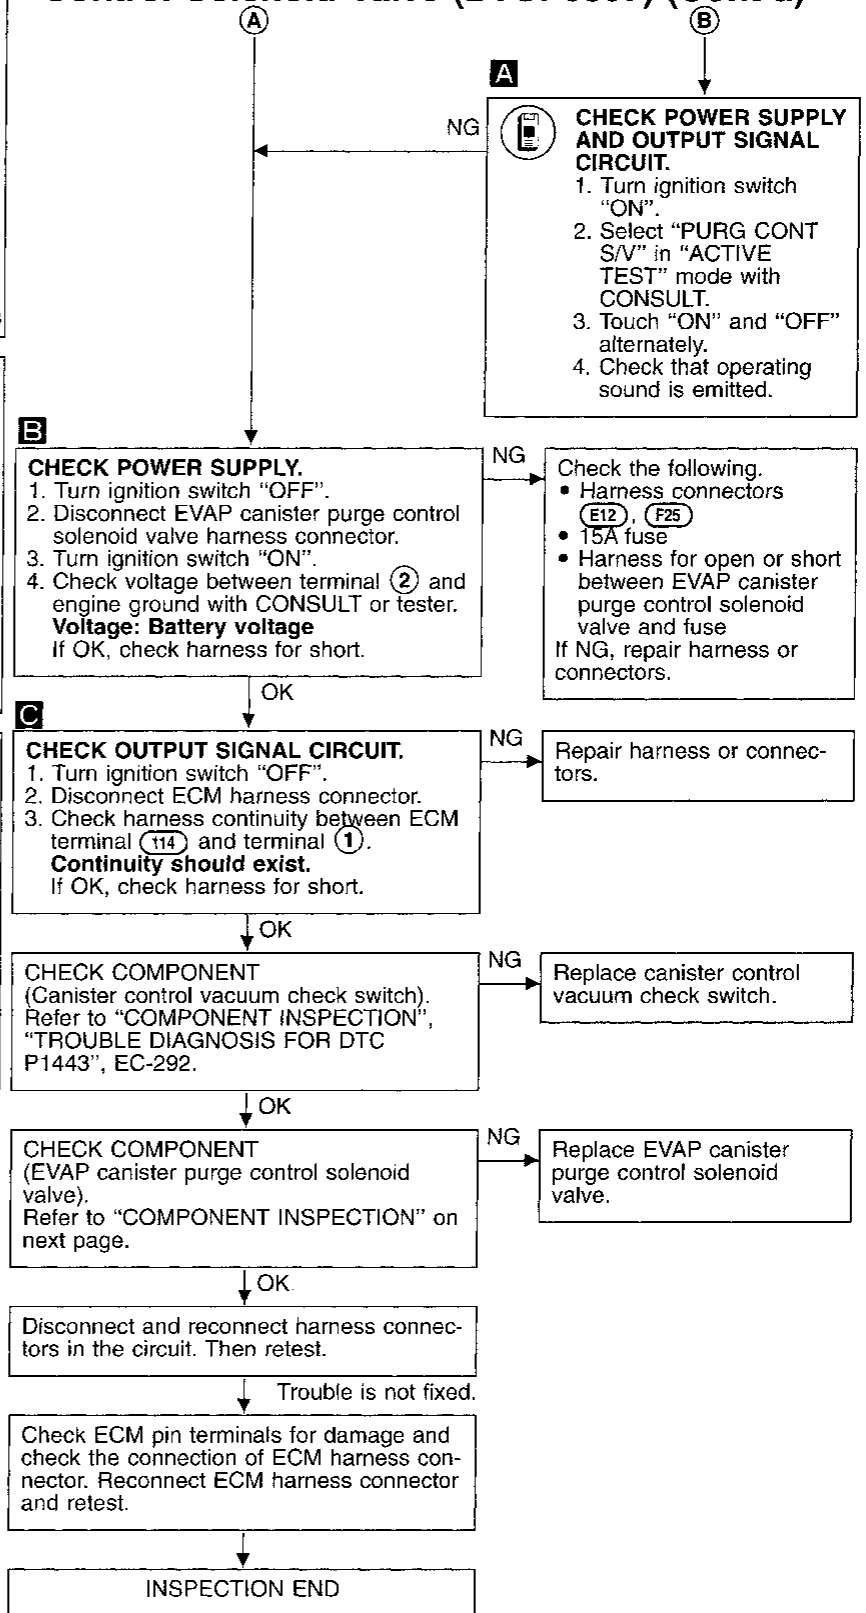 Control Solenoid Valve (DTC: 0807) (Cont'd)
A
B
A
NG
CHECK POWER SUPPLY
AND OUTPUT SIGNAL
CIRCUIT.
1. Turn ignition switch
“ON”.
2. Select “PURG CONT
S/V” in “ACTIVE
TEST” mode with
CONSULT.
3. Touch “ON” and “OFF”
alternately.
4. Check that operating
sound is emitted.
B
CHECK POWER SUPPLY.
1. Turn ignition switch “OFF”.
2. Disconnect EVAP canister purge control
solenoid valve harness connector.
3. Turn ignition switch “ON”.
4. Check voltage between terminal 2 and
engine ground with CONSULT or tester.
Voltage: Battery voltage
If OK, check harness for short.
NG
Check the following.
• Harness connectors
E12, F25
• 15A fuse
• Harness for open or short
between EVAP canister
purge control solenoid
valve and fuse
If NG, repair harness or
connectors.
OK
C
CHECK OUTPUT SIGNAL CIRCUIT.
1. Turn ignition switch “OFF”.
2. Disconnect ECM harness connector.
3. Check harness continuity between ECM
terminal 114 and terminal 1.
Continuity should exist.
If OK, check harness for short.
NG
Repair harness or connec-
tors.
OK
CHECK COMPONENT
(Canister control vacuum check switch).
Refer to “COMPONENT INSPECTION”,
“TROUBLE DIAGNOSIS FOR DTC
P1443”, EC-292.
NG
Replace canister control
vacuum check switch.
OK
CHECK COMPONENT
(EVAP canister purge control solenoid
valve).
Refer to “COMPONENT INSPECTION” on
next page.
NG
Replace EVAP canister
purge control solenoid
valve.
OK
Disconnect and reconnect harness connec-
tors in the circuit. Then retest.
Trouble is not fixed.
Check ECM pin terminals for damage and
check the connection of ECM harness con-
nector. Reconnect ECM harness connector
and retest.
INSPECTION END